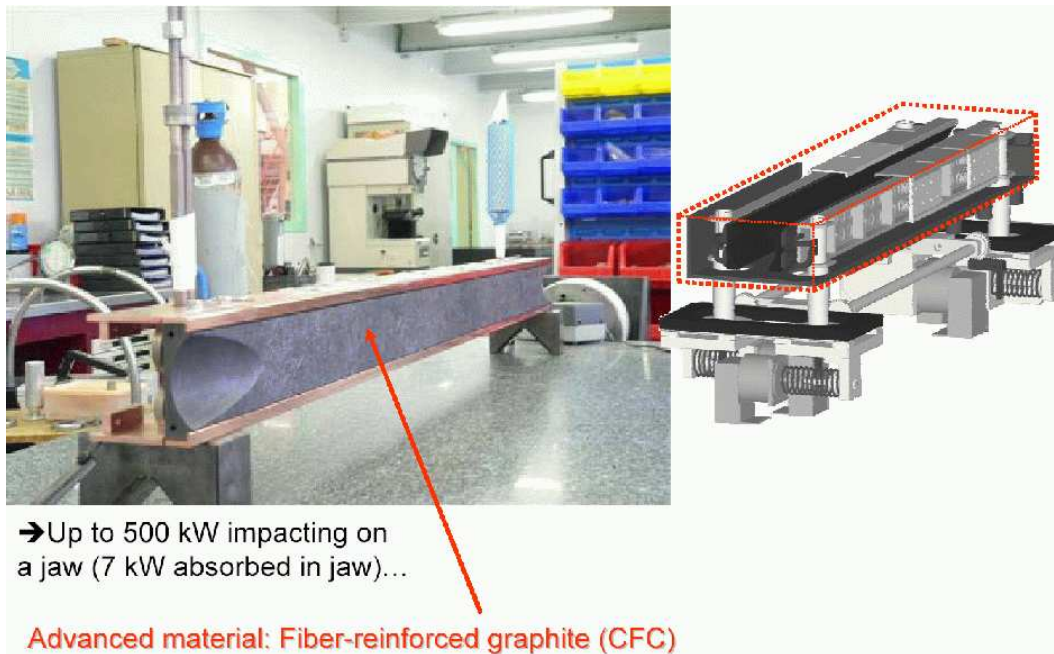 ➔Up to 500 kW impacting on
a jaw (7 kW absorbed in jaw)…
Advanced material: Fiber-reinforced graphite (CFC)